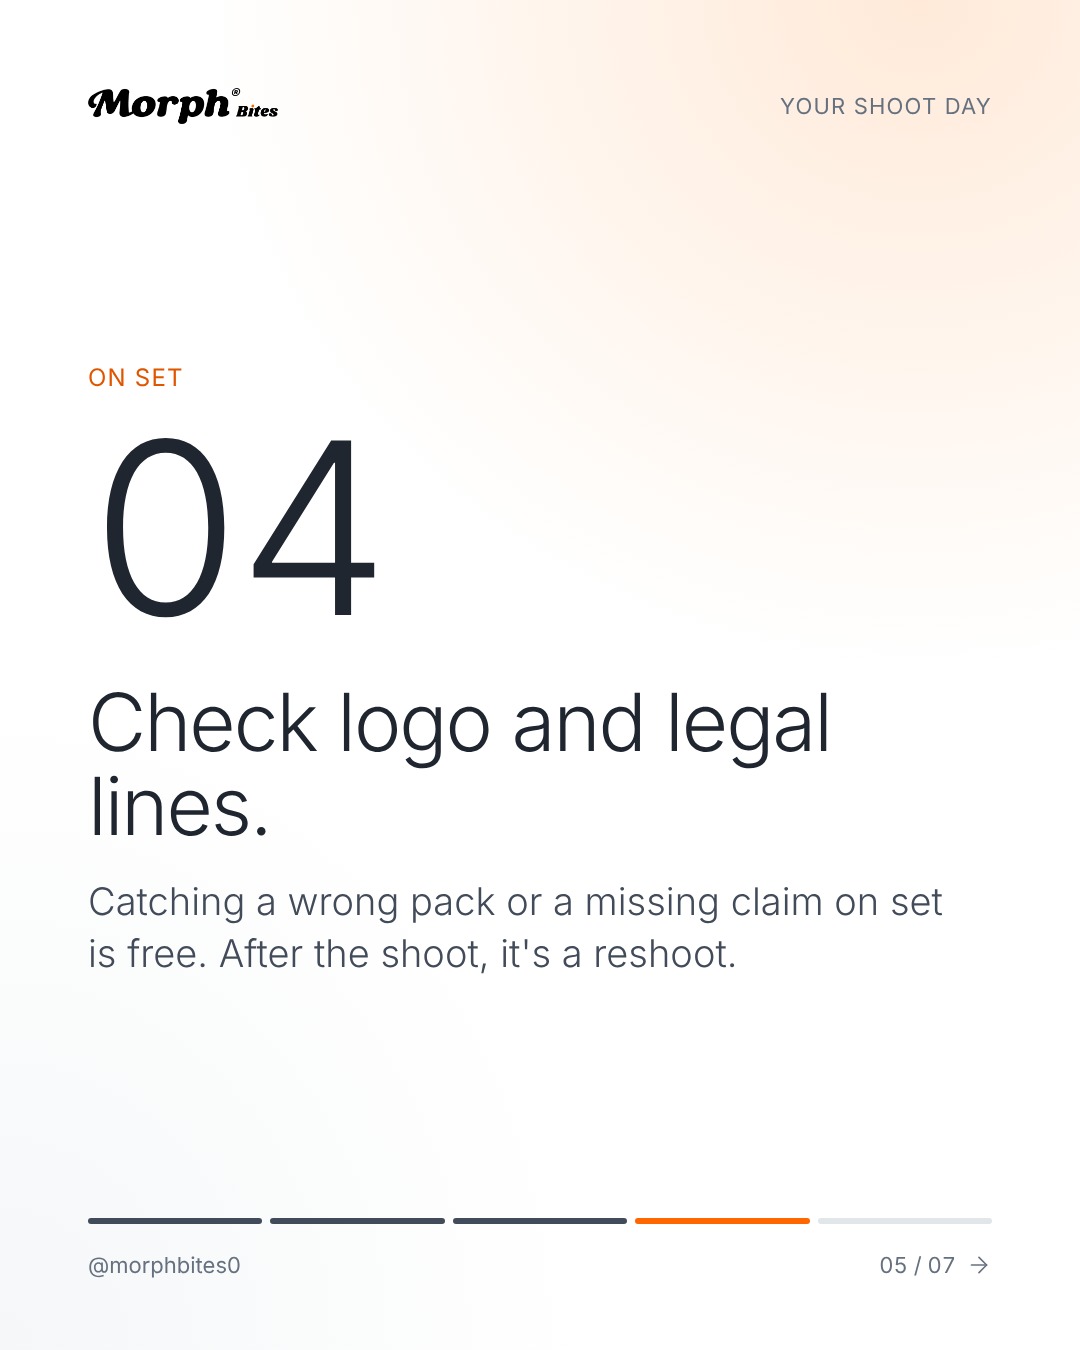 Morph® Bites
YOUR SHOOT DAY
ON SET
04
Check logo and legal
lines.
Catching a wrong pack or a missing claim on set
is free. After the shoot, it's a reshoot.
@morphbites0
05 / 07 →